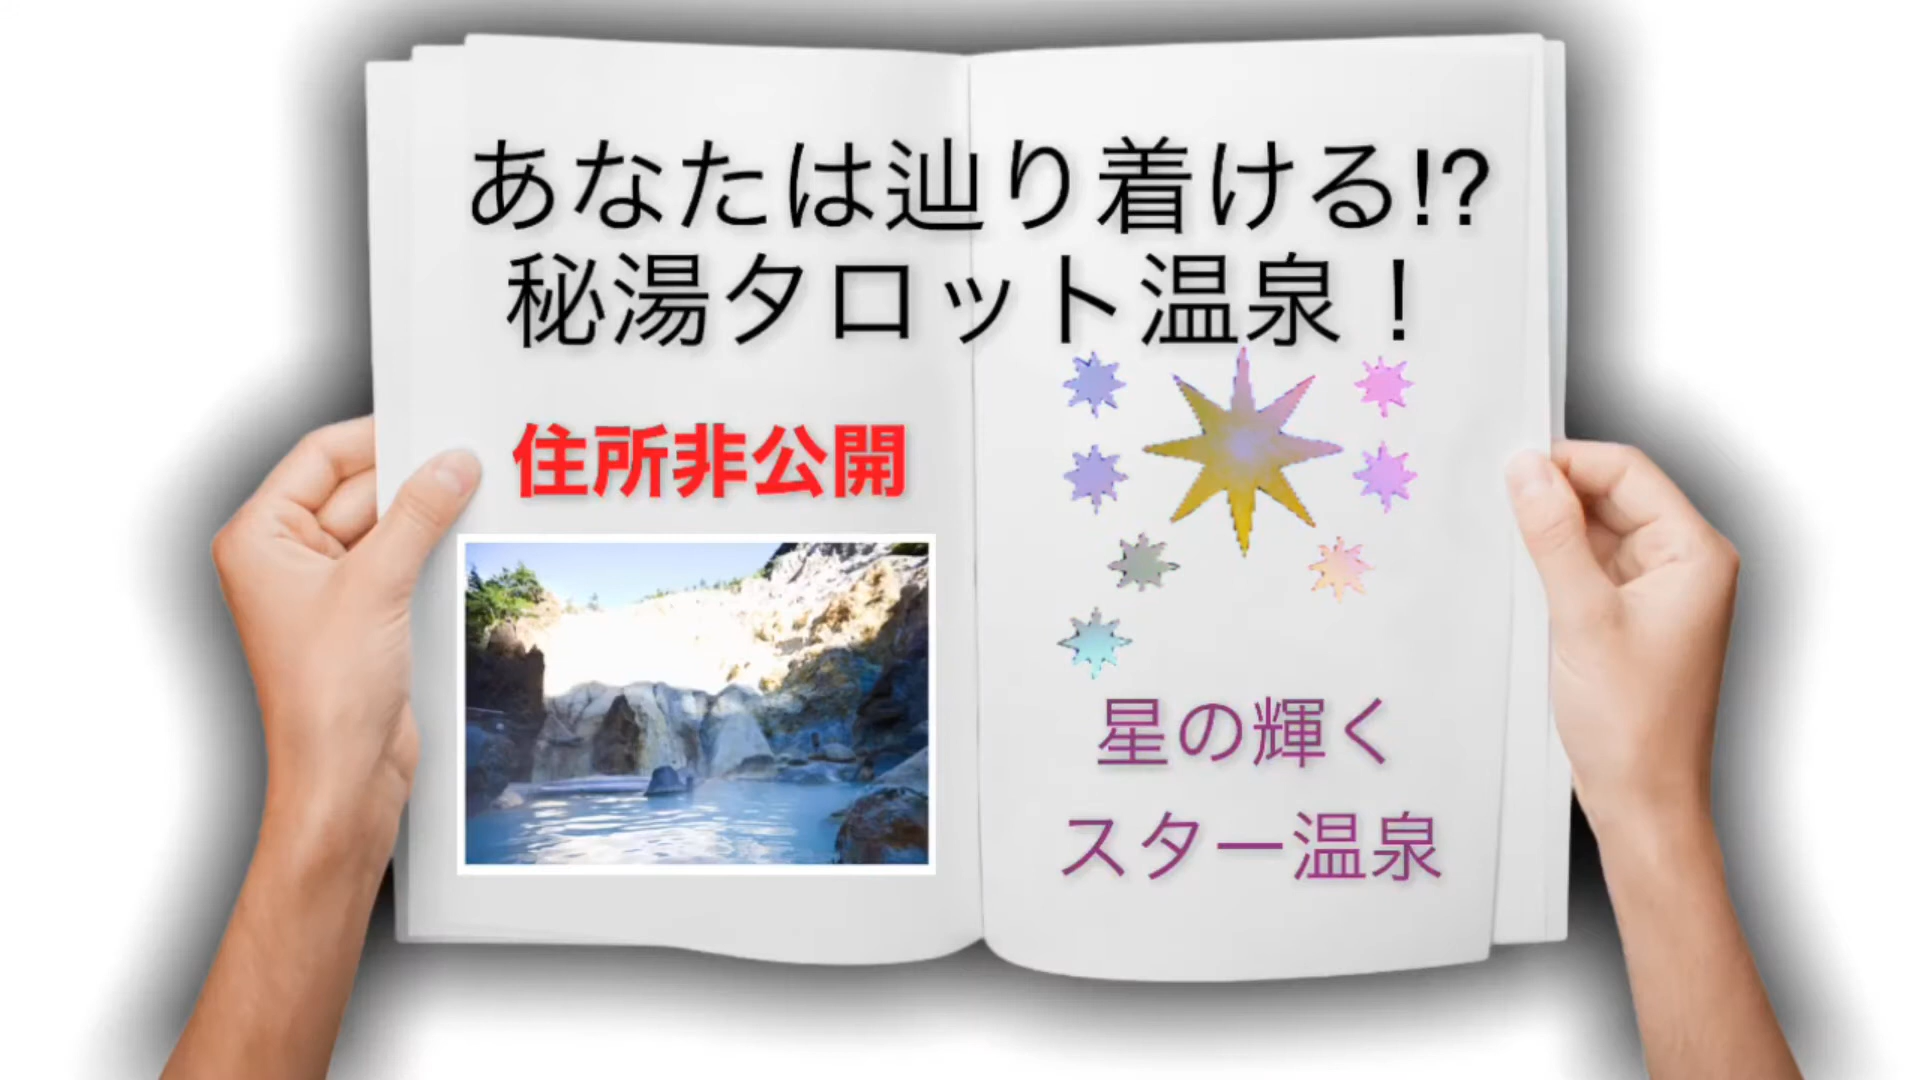 あなたは辿り着ける!?
秘湯タロット温泉！
住所非公開
星の輝く
スター温泉